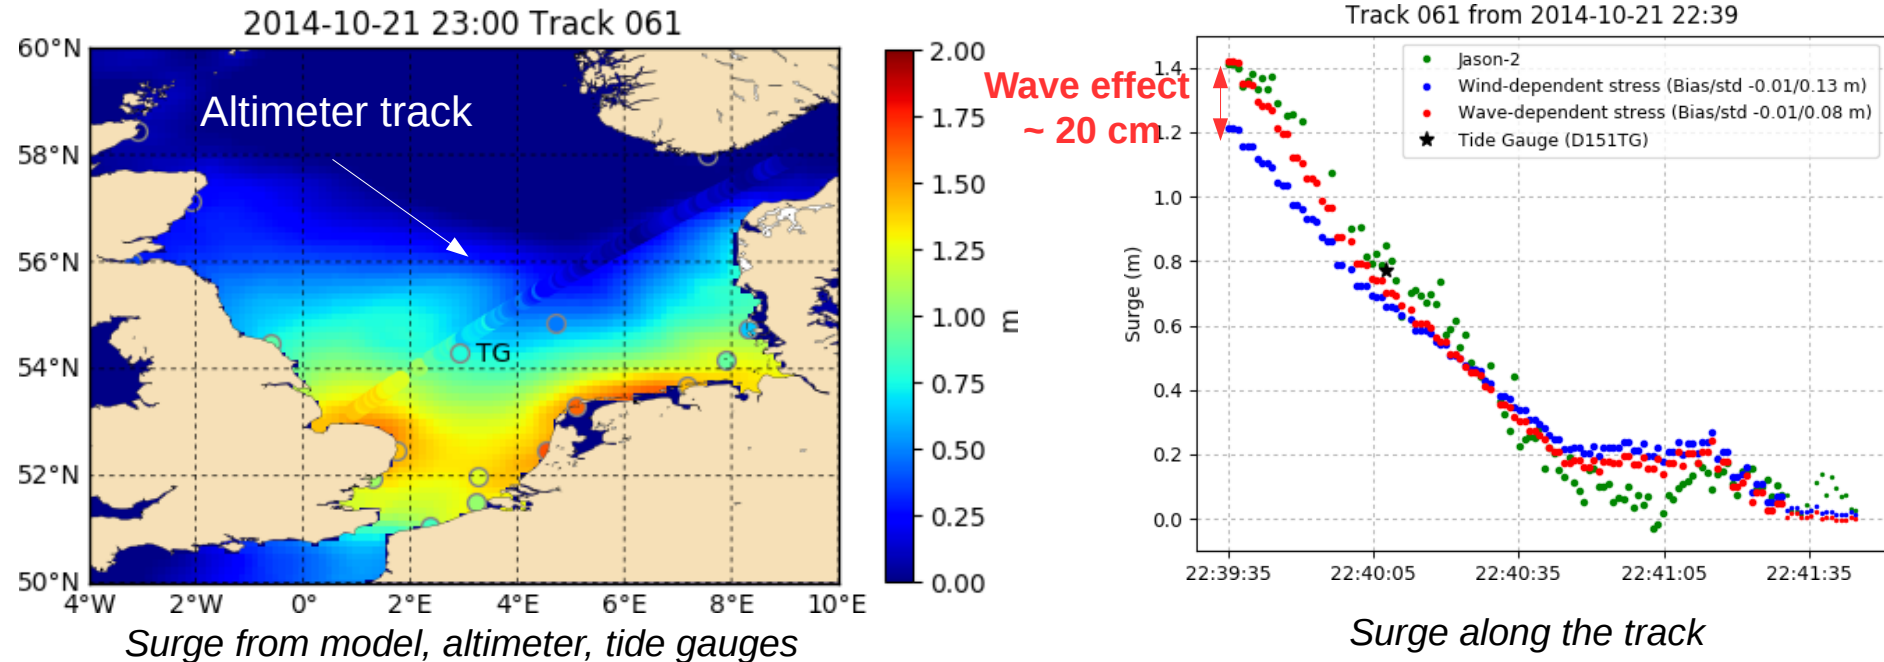 2014-10-21 23:00 Track 061
60°N
58°N
56°N
54°N
52°N
50°N
4°W 2°W 0° 2°E 4°E 6°E 8°E 10°E
Altimeter track
TG
2.00
1.75
1.50
1.25
1.00
0.75
0.50
0.25
0.00
m
Surge from model, altimeter, tide gauges
Track 061 from 2014-10-21 22:39
Wave effect
~ 20 cm
Jason-2
Wind-dependent stress (Bias/std -0.01/0.13 m)
Wave-dependent stress (Bias/std -0.01/0.08 m)
Tide Gauge (D151TG)
Surge (m)
1.4
1.2
1.0
0.8
0.6
0.4
0.2
0.0
22:39:35 22:40:05 22:40:35 22:41:05 22:41:35
Surge along the track